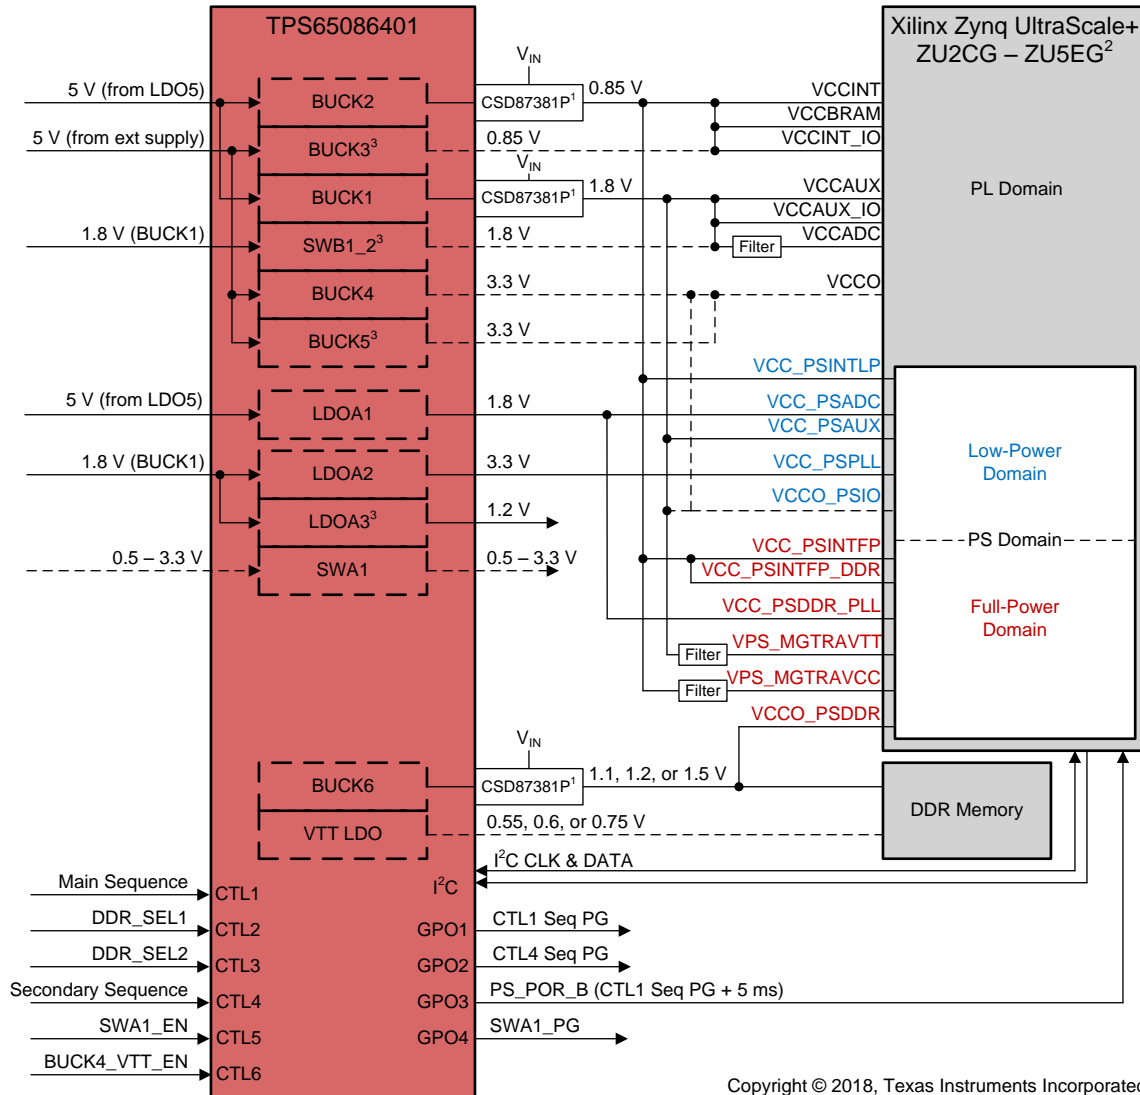 TPS65086401
Xilinx Zynq UltraScale+
ZU2CG – ZU5EG²
5 V (from LDO5)
BUCK2
V_IN
CSD87381P¹
0.85 V
VCCINT
VCCBRAM
5 V (from ext supply)
BUCK3³
0.85 V
VCCINT_IO
V_IN
BUCK1
CSD87381P¹
1.8 V
VCCAUX
PL Domain
VCCAUX_IO
1.8 V (BUCK1)
SWB1_2³
1.8 V
Filter
VCCADC
BUCK4
3.3 V
VCCO
BUCK5³
3.3 V
VCC_PSINTLP
5 V (from LDO5)
LDOA1
1.8 V
VCC_PSADC
VCC_PSAUX
1.8 V (BUCK1)
LDOA2
3.3 V
VCC_PSPLL
Low-Power
Domain
LDOA3³
1.2 V
VCCO_PSIO
PS Domain
0.5 – 3.3 V
SWA1
0.5 – 3.3 V
VCC_PSINTFP
VCC_PSINTFP_DDR
VCC_PSDDR_PLL
Full-Power
Domain
Filter
VPS_MGTRAVTT
Filter
VPS_MGTRAVCC
VCCO_PSDDR
V_IN
BUCK6
CSD87381P¹
1.1, 1.2, or 1.5 V
DDR Memory
VTT LDO
0.55, 0.6, or 0.75 V
I²C CLK & DATA
Main Sequence
CTL1
I²C
DDR_SEL1
CTL2
GPO1
CTL1 Seq PG
DDR_SEL2
CTL3
GPO2
CTL4 Seq PG
Secondary Sequence
CTL4
GPO3
PS_POR_B (CTL1 Seq PG + 5 ms)
SWA1_EN
CTL5
GPO4
SWA1_PG
BUCK4_VTT_EN
CTL6
Copyright © 2018, Texas Instruments Incorporated